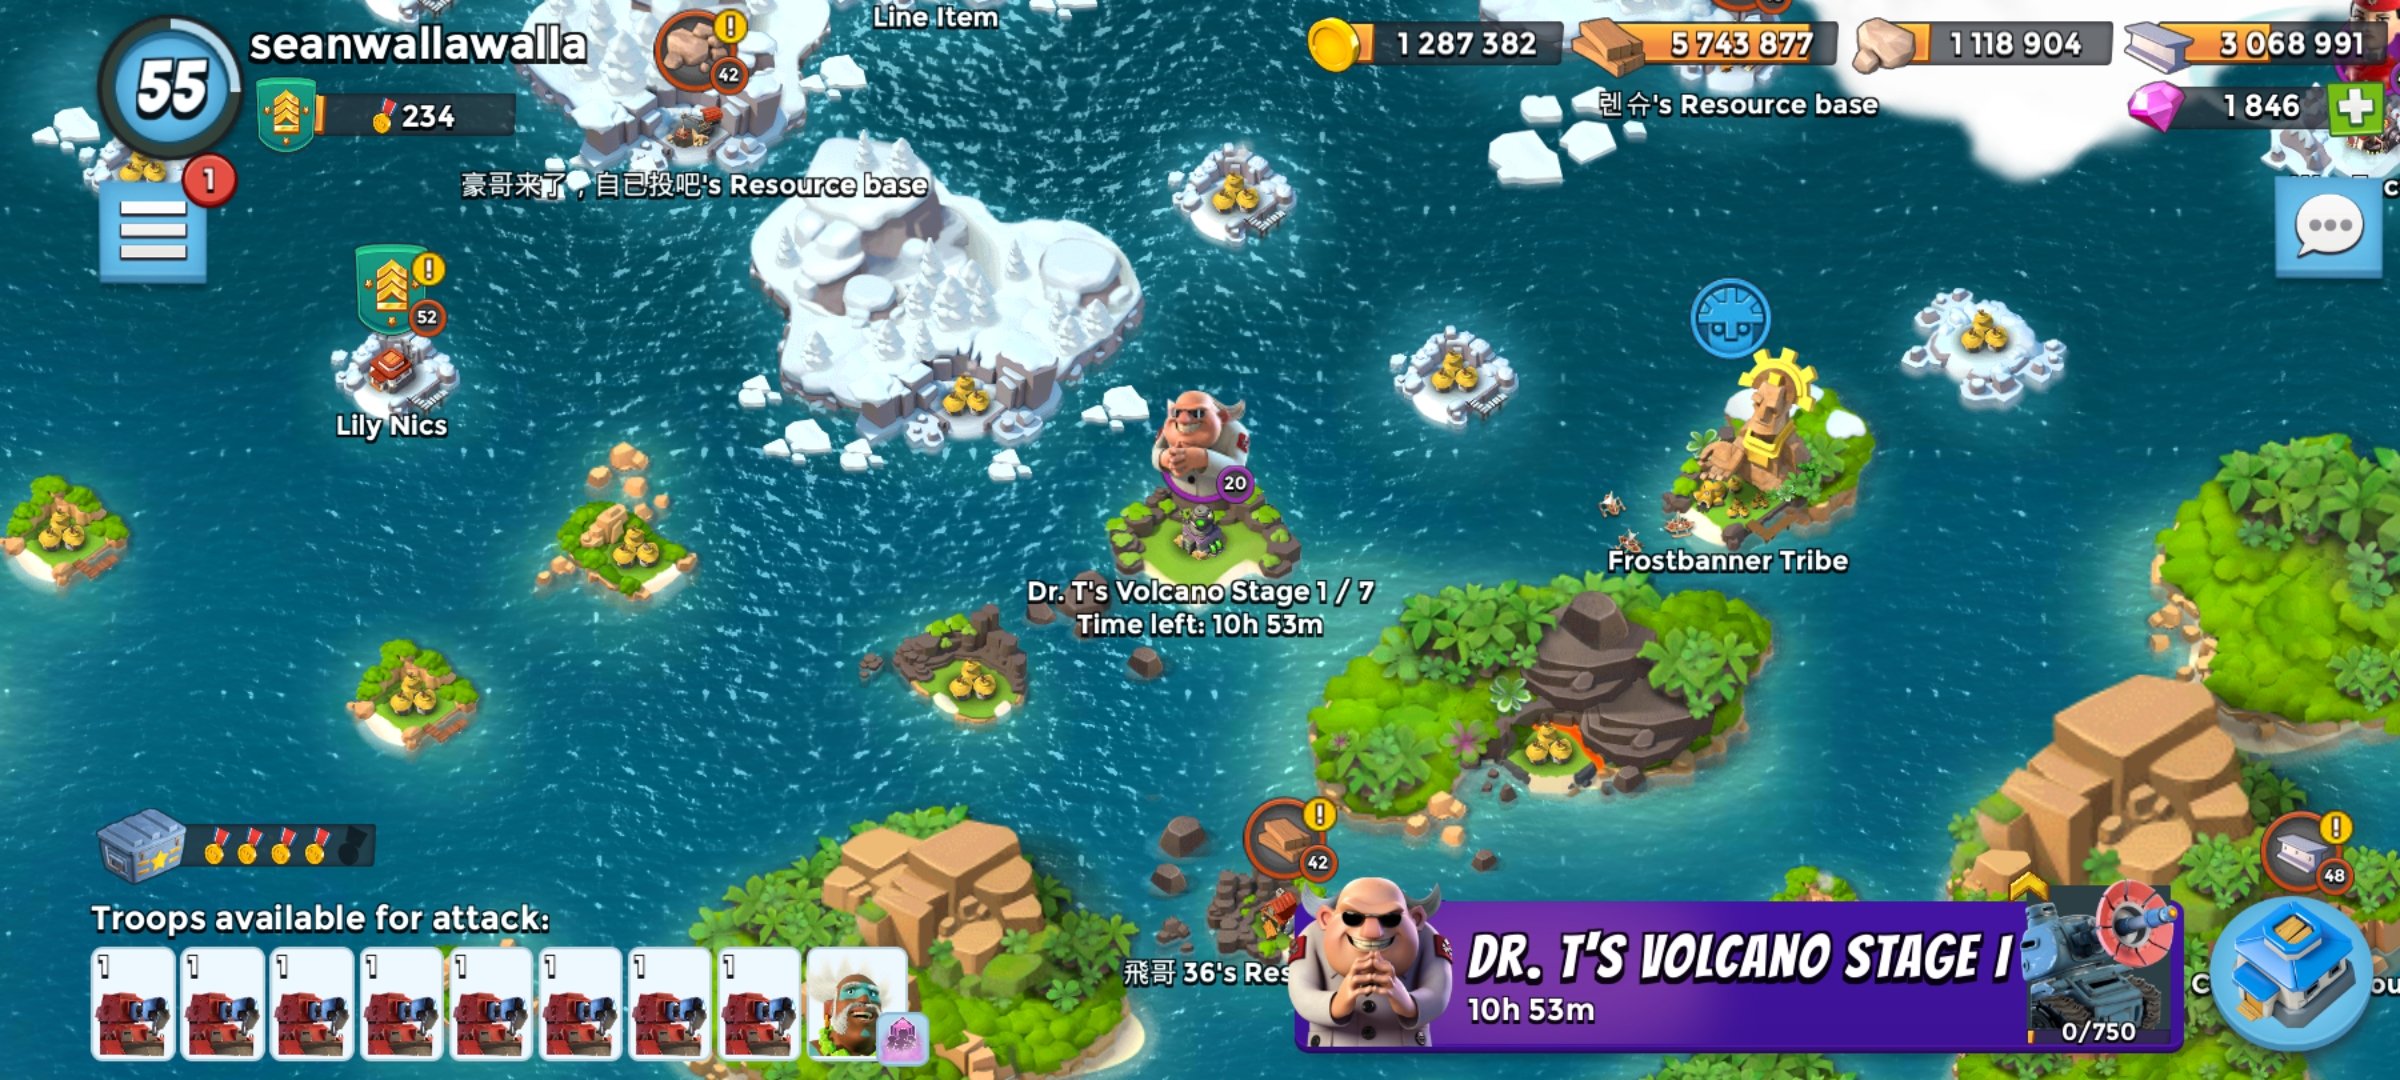 Line Item
55
seanwallawalla
234
1
42
1 287 382
5 743 877
1 118 904
3 068 991
렌슈's Resource base
1 846
豪哥来了，自已投吧's Resource base
52
Lily Nics
20
Dr. T's Volcano Stage 1 / 7
Time left: 10h 53m
Frostbanner Tribe
42
48
飛哥 36's Res
Troops available for attack:
1
1
1
1
1
1
1
1
DR. T'S VOLCANO STAGE I
10h 53m
0/750